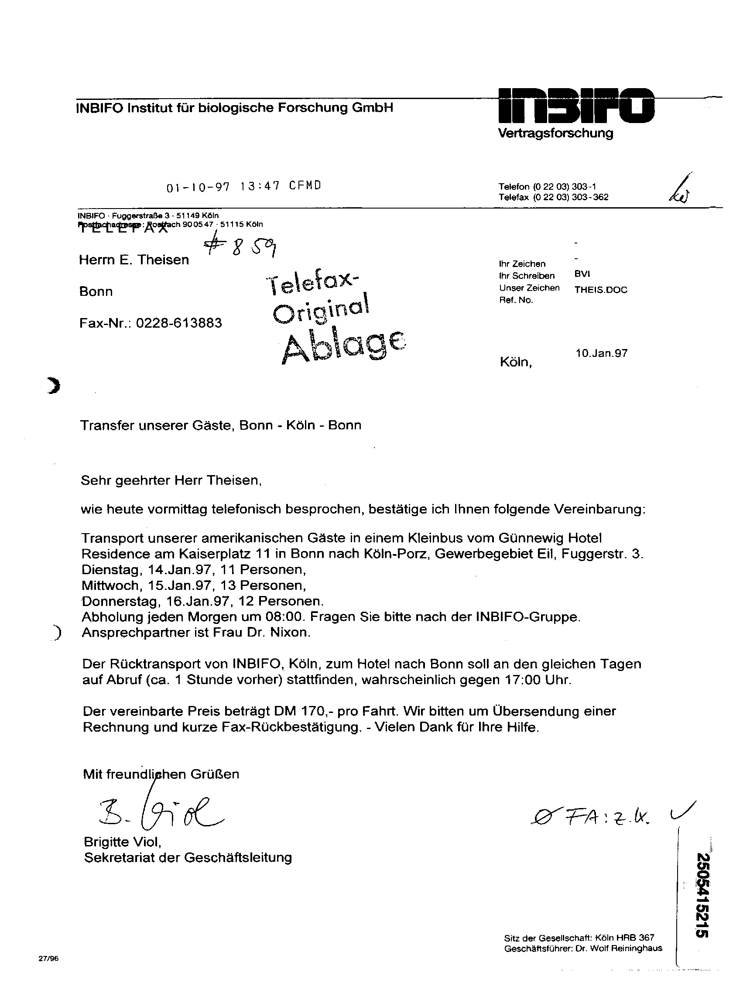 INBIFO Institut für biologische Forschung GmbH
INBIFO
Vertragsforschung
01-10-97 13:47 CFMD
Telefon (0 22 03) 303-1
Telefax (0 22 03) 303-362
INBIFO · Fuggerstraße 3 · 51149 Köln
Postfachadresse: Postfach 900547 · 51115 Köln
TELEFAX
# 859
Herrn E. Theisen
Bonn
Fax-Nr.: 0228-613883
Telefax-
Original
Ablage
Ihr Zeichen -
Ihr Schreiben -
Unser Zeichen BVI
Ref. No. THEIS.DOC
Köln, 10.Jan.97
Transfer unserer Gäste, Bonn - Köln - Bonn
Sehr geehrter Herr Theisen,
wie heute vormittag telefonisch besprochen, bestätige ich Ihnen folgende Vereinbarung:
Transport unserer amerikanischen Gäste in einem Kleinbus vom Günnewig Hotel
Residence am Kaiserplatz 11 in Bonn nach Köln-Porz, Gewerbegebiet Eil, Fuggerstr. 3.
Dienstag, 14.Jan.97, 11 Personen,
Mittwoch, 15.Jan.97, 13 Personen,
Donnerstag, 16.Jan.97, 12 Personen.
Abholung jeden Morgen um 08:00. Fragen Sie bitte nach der INBIFO-Gruppe.
Ansprechpartner ist Frau Dr. Nixon.
Der Rücktransport von INBIFO, Köln, zum Hotel nach Bonn soll an den gleichen Tagen
auf Abruf (ca. 1 Stunde vorher) stattfinden, wahrscheinlich gegen 17:00 Uhr.
Der vereinbarte Preis beträgt DM 170,- pro Fahrt. Wir bitten um Übersendung einer
Rechnung und kurze Fax-Rückbestätigung. - Vielen Dank für Ihre Hilfe.
Mit freundlichen Grüßen
B. Viol
Brigitte Viol,
Sekretariat der Geschäftsleitung
Ø FA: z.K. ✓
2505415215
Sitz der Gesellschaft: Köln HRB 367
Geschäftsführer: Dr. Wolf Reininghaus
27/96